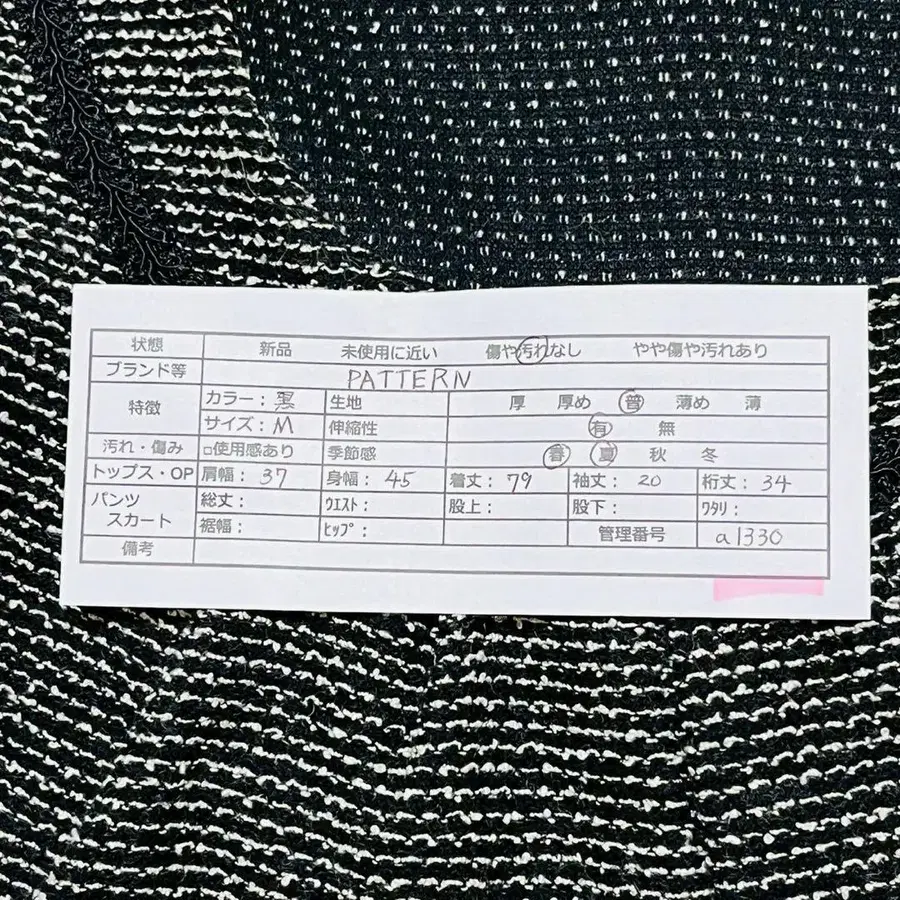 状態 新品 未使用に近い 傷や汚れなし やや傷や汚れあり
ブランド等 PATTERN
特徴 カラー：黒 生地 厚 厚め 普 薄め 薄
サイズ：M 伸縮性 有 無
汚れ・傷み □使用感あり 季節感 春 夏 秋 冬
トップス・OP 肩幅： 37 身幅： 45 着丈： 79 袖丈： 20 裄丈： 34
パンツ スカート 総丈： ウエスト： 股上： 股下： ワタリ：
裾幅： ヒップ： 管理番号 a1330
備考